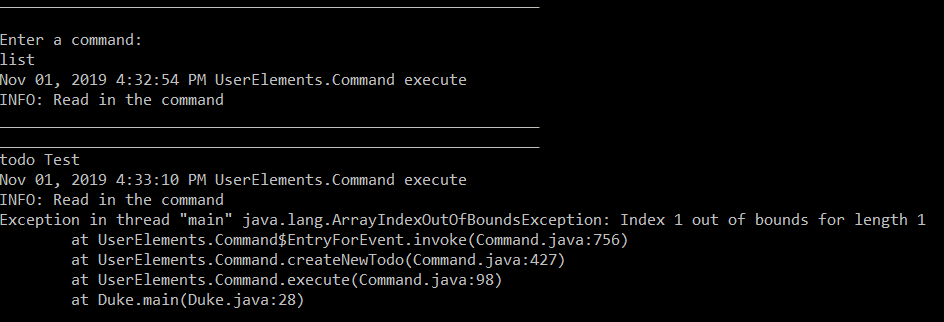 Enter a command:
list
Nov 01, 2019 4:32:54 PM UserElements.Command execute
INFO: Read in the command
todo Test
Nov 01, 2019 4:33:10 PM UserElements.Command execute
INFO: Read in the command
Exception in thread "main" java.lang.ArrayIndexOutOfBoundsException: Index 1 out of bounds for length 1
        at UserElements.Command$EntryForEvent.invoke(Command.java:756)
        at UserElements.Command.createNewTodo(Command.java:427)
        at UserElements.Command.execute(Command.java:98)
        at Duke.main(Duke.java:28)